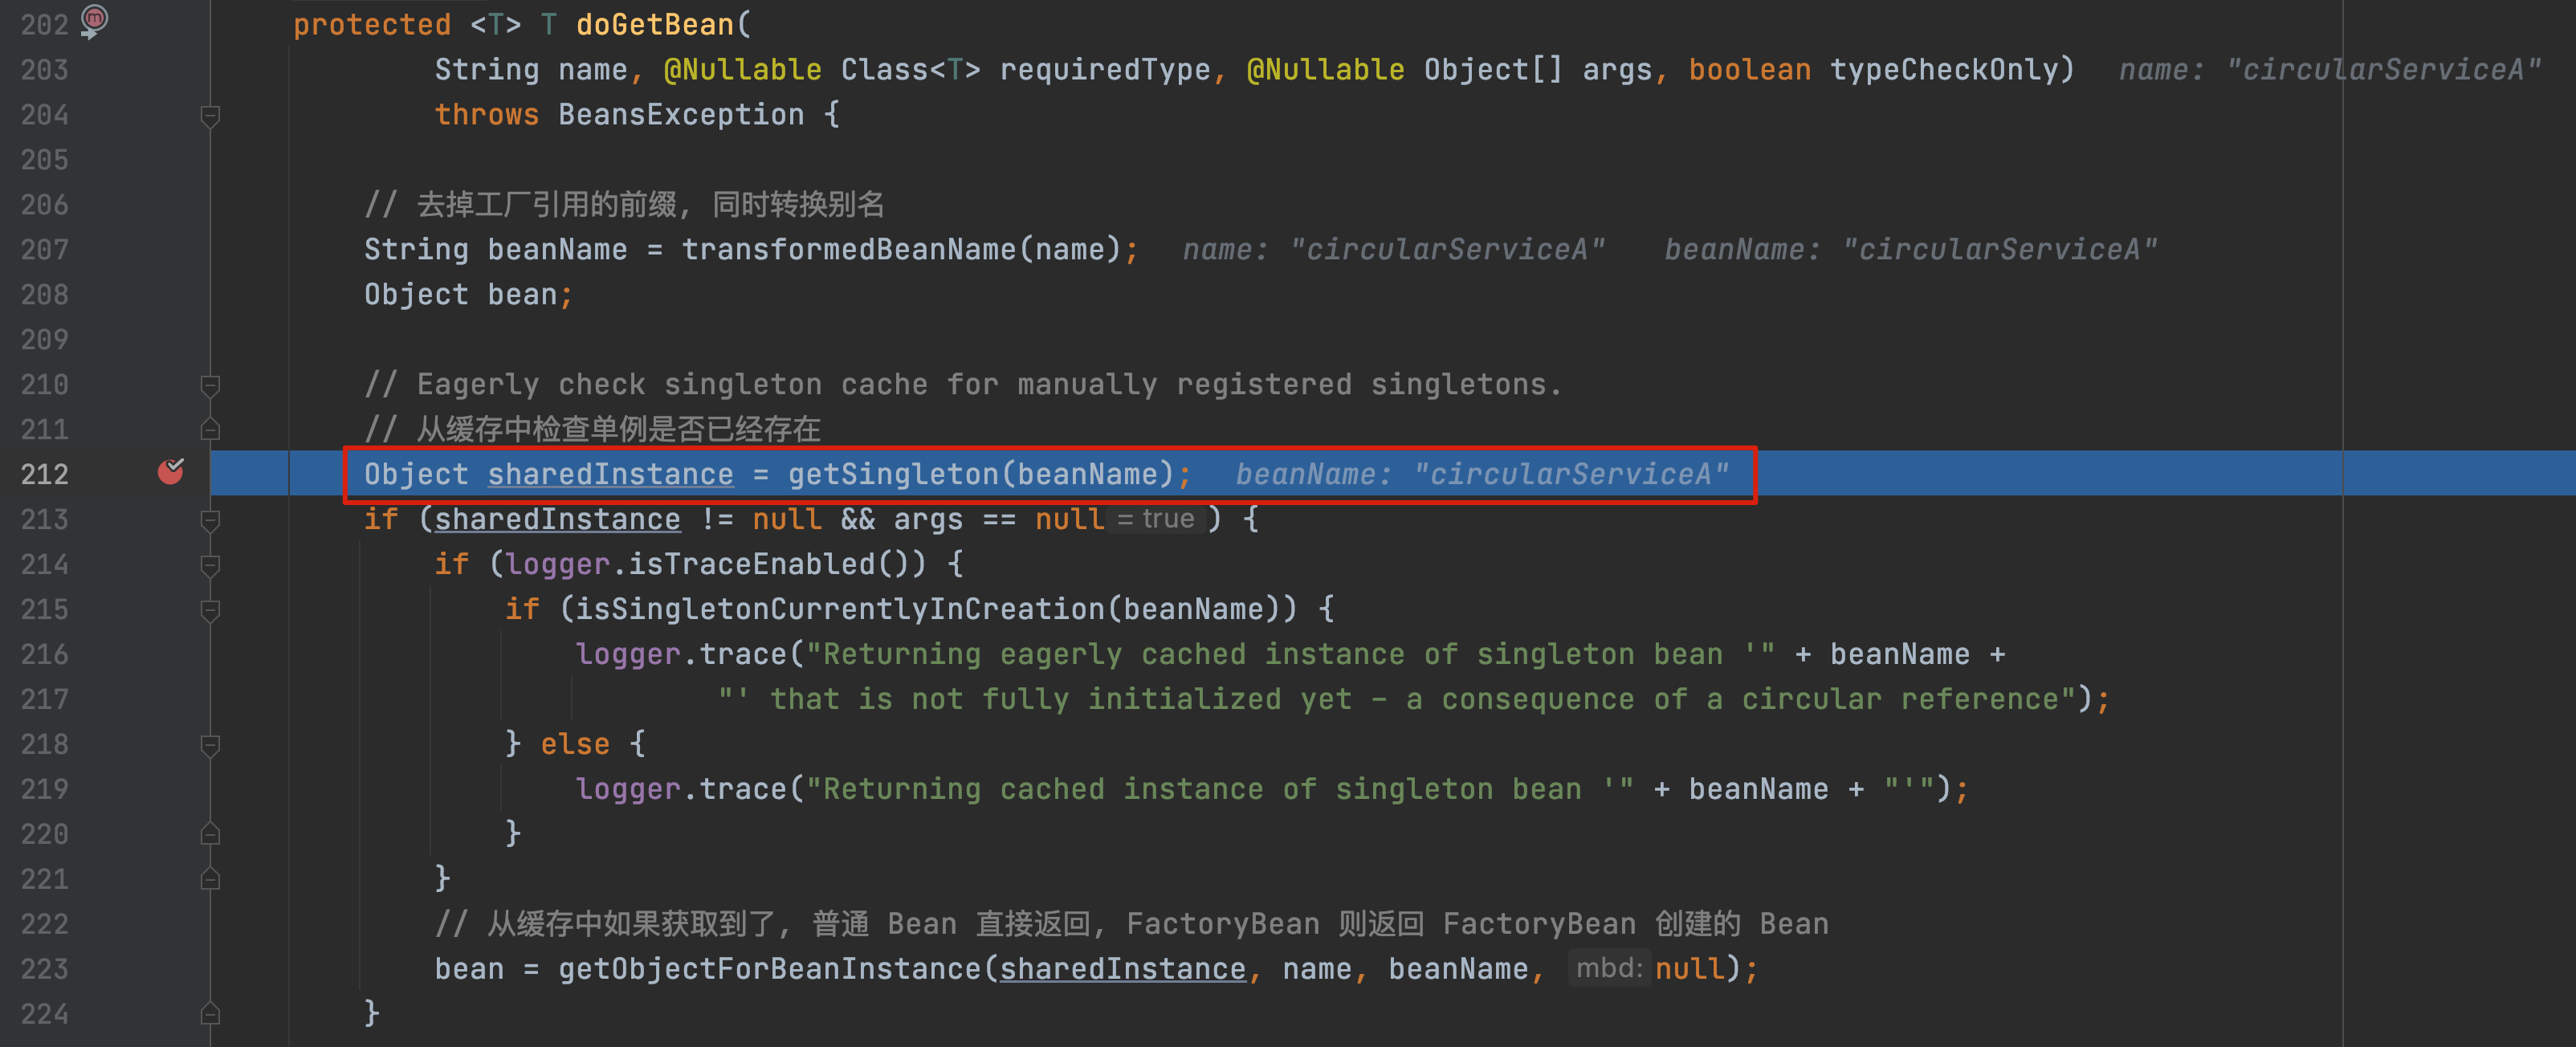 202 protected <T> T doGetBean(
203 String name, @Nullable Class<T> requiredType, @Nullable Object[] args, boolean typeCheckOnly) name: "circularServiceA"
204 throws BeansException {
205
206 // 去掉工厂引用的前缀, 同时转换别名
207 String beanName = transformedBeanName(name); name: "circularServiceA" beanName: "circularServiceA"
208 Object bean;
209
210 // Eagerly check singleton cache for manually registered singletons.
211 // 从缓存中检查单例是否已经存在
212 Object sharedInstance = getSingleton(beanName); beanName: "circularServiceA"
213 if (sharedInstance != null && args == null = true ) {
214 if (logger.isTraceEnabled()) {
215 if (isSingletonCurrentlyInCreation(beanName)) {
216 logger.trace("Returning eagerly cached instance of singleton bean '" + beanName +
217 "' that is not fully initialized yet - a consequence of a circular reference");
218 } else {
219 logger.trace("Returning cached instance of singleton bean '" + beanName + "'");
220 }
221 }
222 // 从缓存中如果获取到了, 普通 Bean 直接返回, FactoryBean 则返回 FactoryBean 创建的 Bean
223 bean = getObjectForBeanInstance(sharedInstance, name, beanName, mbd: null);
224 }